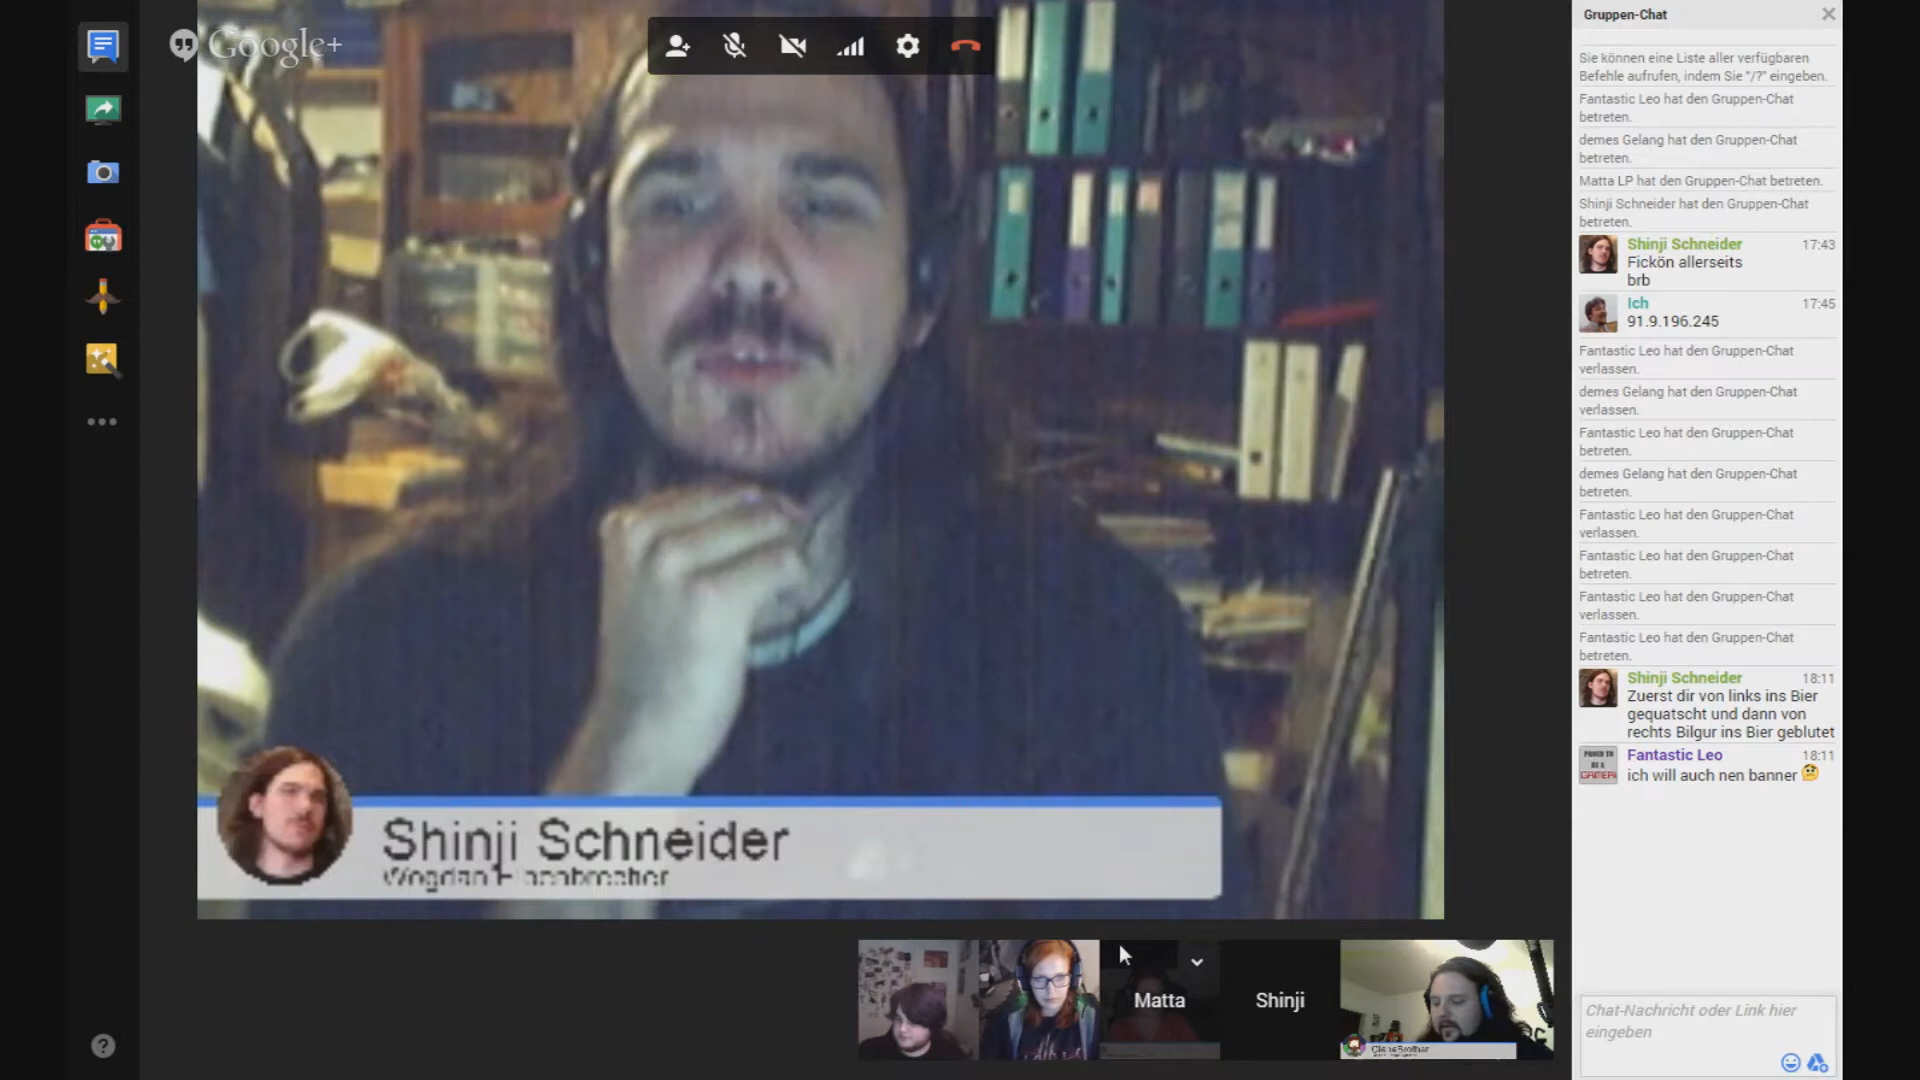 Google+
Shinji Schneider
Matta
Shinji
Gruppen-Chat
Sie können eine Liste aller verfügbaren
Befehle aufrufen, indem Sie "/?" eingeben.
Fantastic Leo hat den Gruppen-Chat
betreten.
demes Gelang hat den Gruppen-Chat
betreten.
Matta LP hat den Gruppen-Chat betreten.
Shinji Schneider hat den Gruppen-Chat
betreten.
Shinji Schneider 17:43
Fickön allerseits
brb
Ich 17:45
91.9.196.245
Fantastic Leo hat den Gruppen-Chat
verlassen.
demes Gelang hat den Gruppen-Chat
verlassen.
Fantastic Leo hat den Gruppen-Chat
betreten.
demes Gelang hat den Gruppen-Chat
betreten.
Fantastic Leo hat den Gruppen-Chat
verlassen.
Fantastic Leo hat den Gruppen-Chat
betreten.
Fantastic Leo hat den Gruppen-Chat
verlassen.
Fantastic Leo hat den Gruppen-Chat
betreten.
Shinji Schneider 18:11
Zuerst dir von links ins Bier
gequatscht und dann von
rechts Bilgur ins Bier geblutet
PROUD TO
BE A
GAMER
Fantastic Leo 18:11
ich will auch nen banner
Chat-Nachricht oder Link hier
eingeben